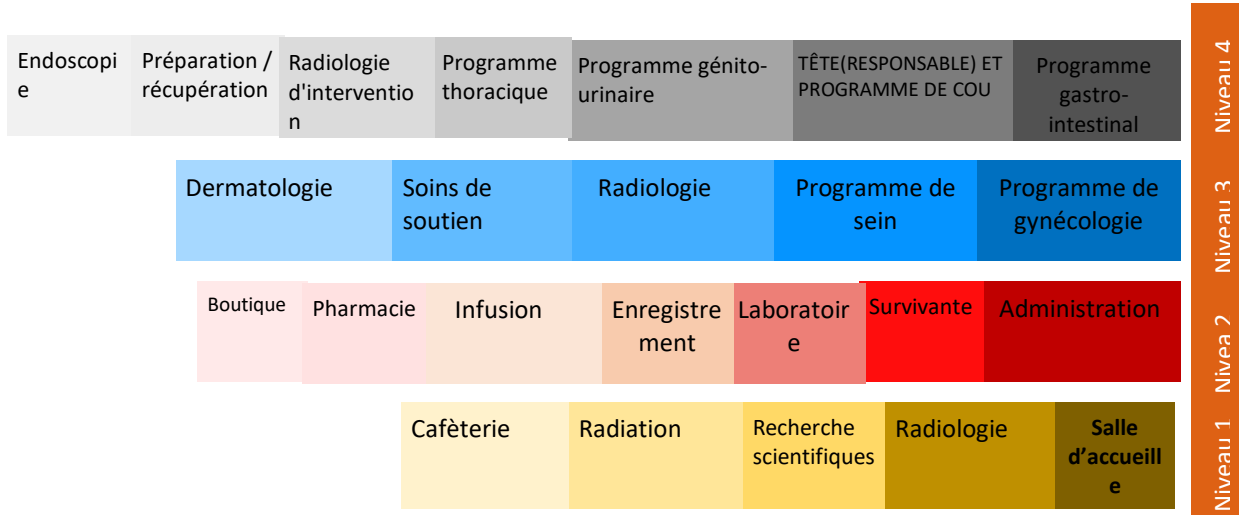 Endoscopi
e
Préparation /
récupération
Radiologie
d'interventio
n
Programme
thoracique
Programme génito-
urinaire
TÊTE(RESPONSABLE) ET
PROGRAMME DE COU
Programme
gastro-
intestinal
Niveau 4
Dermatologie
Soins de
soutien
Radiologie
Programme de
sein
Programme de
gynécologie
Niveau 3
Boutique
Pharmacie
Infusion
Enregistre
ment
Laboratoir
e
Survivante
Administration
Nivea 2
Cafèterie
Radiation
Recherche
scientifiques
Radiologie
Salle
d’accueill
e
Niveau 1